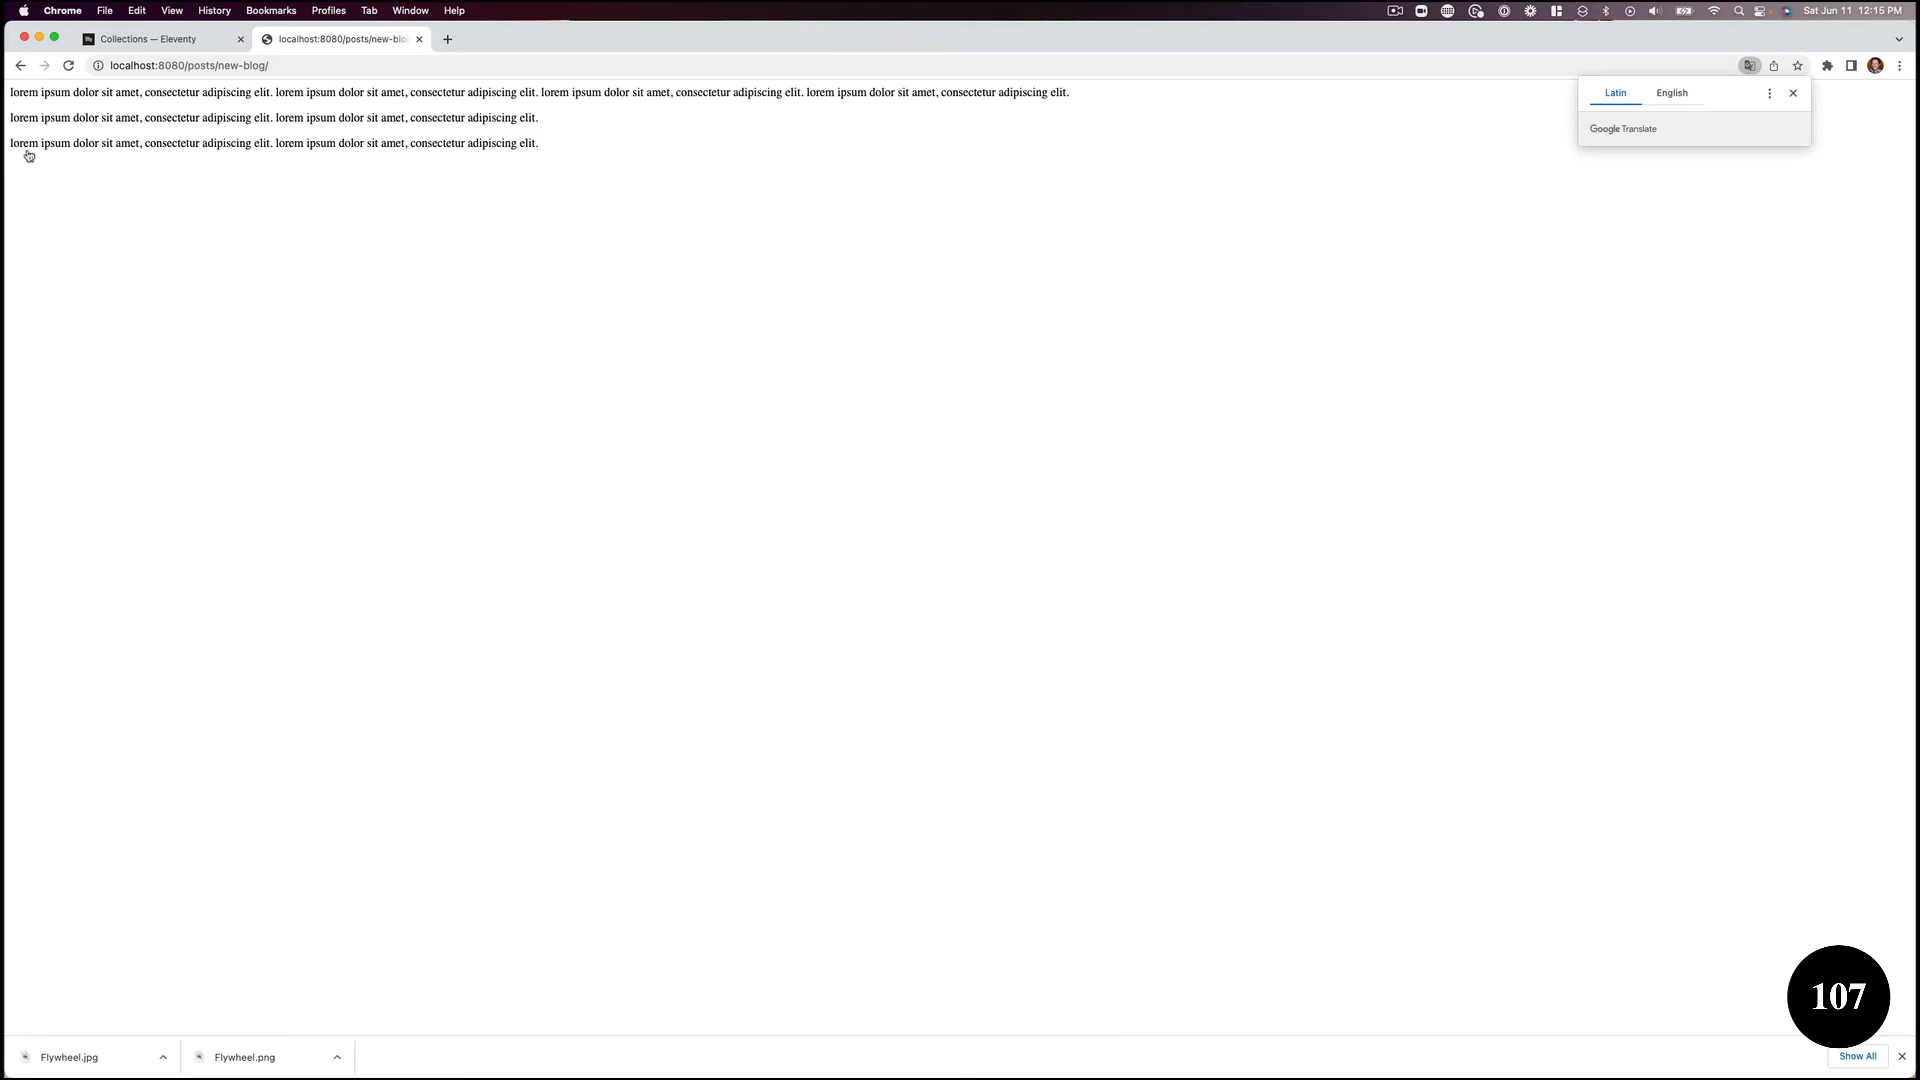 Chrome File Edit View History Bookmarks Profiles Tab Window Help Sat Jun 11 12:15 PM
Collections — Eleventy localhost:8080/posts/new-blog
localhost:8080/posts/new-blog/
lorem ipsum dolor sit amet, consectetur adipiscing elit. lorem ipsum dolor sit amet, consectetur adipiscing elit. lorem ipsum dolor sit amet, consectetur adipiscing elit. lorem ipsum dolor sit amet, consectetur adipiscing elit.
Latin English
lorem ipsum dolor sit amet, consectetur adipiscing elit. lorem ipsum dolor sit amet, consectetur adipiscing elit.
Google Translate
lorem ipsum dolor sit amet, consectetur adipiscing elit. lorem ipsum dolor sit amet, consectetur adipiscing elit.
107
Flywheel.jpg Flywheel.png Show All